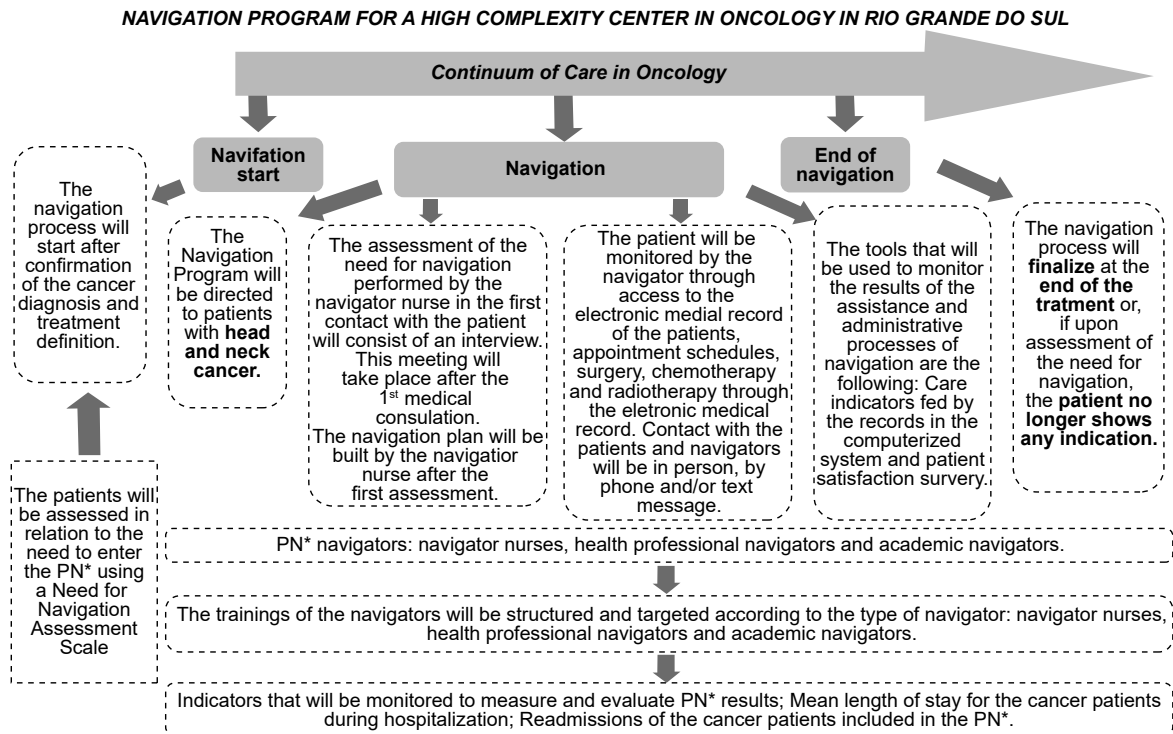 NAVIGATION PROGRAM FOR A HIGH COMPLEXITY CENTER IN ONCOLOGY IN RIO GRANDE DO SUL
Continuum of Care in Oncology
Navifation
start
Navigation
End of
navigation
The
navigation
process will
start after
confirmation
of the cancer
diagnosis and
treatment
definition.
The
Navigation
Program will
be directed
to patients
with head
and neck
cancer.
The assessment of the
need for navigation
performed by the
navigator nurse in the first
contact with the patient
will consist of an interview.
This meeting will
take place after the
1st medical
consulation.
The navigation plan will be
built by the navigatior
nurse after the
first assessment.
The patient will be
monitored by the
navigator through
access to the
electronic medial record
of the patients,
appointment schedules,
surgery, chemotherapy
and radiotherapy through
the eletronic medical
record. Contact with the
patients and navigators
will be in person, by
phone and/or text
message.
The tools that will
be used to monitor
the results of the
assistance and
administrative
processes of
navigation are the
following: Care
indicators fed by
the records in the
computerized
system and patient
satisfaction survery.
The navigation
process will
finalize at the
end of the
tratment or,
if upon
assessment of
the need for
navigation,
the patient no
longer shows
any indication.
The patients will
be assessed in
relation to the
need to enter
the PN* using
a Need for
Navigation
Assessment
Scale
PN* navigators: navigator nurses, health professional navigators and academic navigators.
The trainings of the navigators will be structured and targeted according to the type of navigator: navigator nurses,
health professional navigators and academic navigators.
Indicators that will be monitored to measure and evaluate PN* results; Mean length of stay for the cancer patients
during hospitalization; Readmissions of the cancer patients included in the PN*.